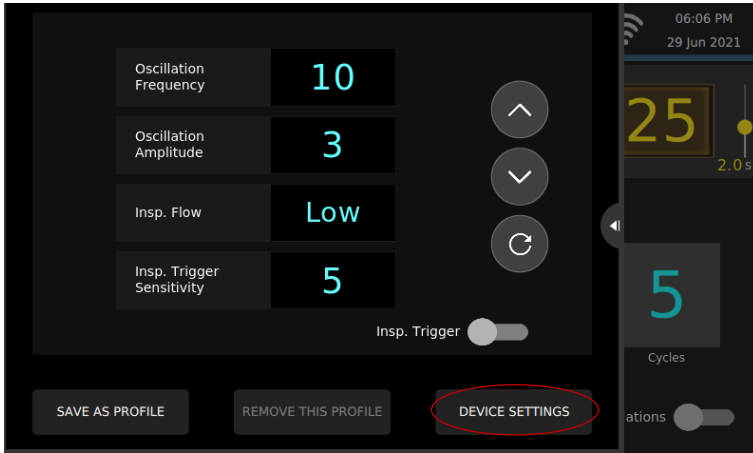 06:06 PM
29 Jun 2021
Oscillation
Frequency
10
25
Oscillation
Amplitude
3
2.0 s
Insp. Flow
Low
Insp. Trigger
Sensitivity
5
5
Insp. Trigger
Cycles
SAVE AS PROFILE
REMOVE THIS PROFILE
DEVICE SETTINGS
ations